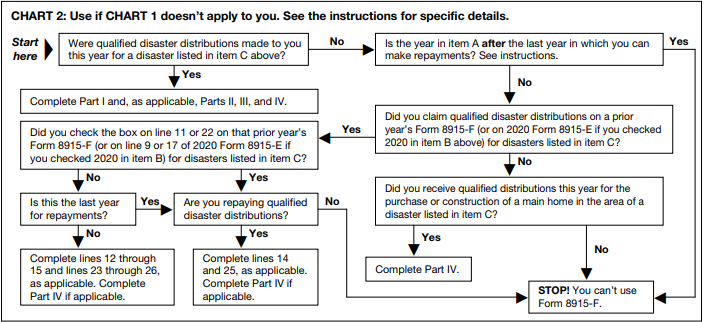 CHART 2: Use if CHART 1 doesn't apply to you. See the instructions for specific details.
Start
here
Were qualified disaster distributions made to you
this year for a disaster listed in item C above?
No
Is the year in item A after the last year in which you can
make repayments? See instructions.
Yes
Yes
No
Complete Part I and, as applicable, Parts II, III, and IV.
Did you claim qualified disaster distributions on a prior
year's Form 8915-F (or on 2020 Form 8915-E if you checked
2020 in item B above) for disasters listed in item C?
Yes
Did you check the box on line 11 or 22 on that prior year's
Form 8915-F (or on line 9 or 17 of 2020 Form 8915-E if
you checked 2020 in item B) for disasters listed in item C?
No
No
Yes
Did you receive qualified distributions this year for the
purchase or construction of a main home in the area of a
disaster listed in item C?
Is this the last year
for repayments?
Yes
Are you repaying qualified
disaster distributions?
No
No
Yes
Yes
No
Complete lines 12 through
15 and lines 23 through 26,
as applicable. Complete
Part IV if applicable.
Complete lines 14
and 25, as applicable.
Complete Part IV if
applicable.
Complete Part IV.
STOP! You can't use
Form 8915-F.